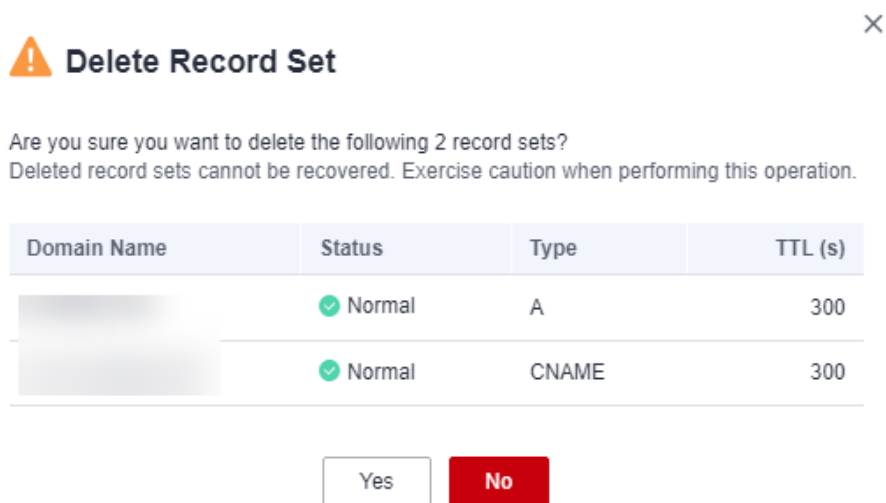 Delete Record Set
Are you sure you want to delete the following 2 record sets?
Deleted record sets cannot be recovered. Exercise caution when performing this operation.
Domain Name Status Type TTL (s)
Normal A 300
Normal CNAME 300
Yes No